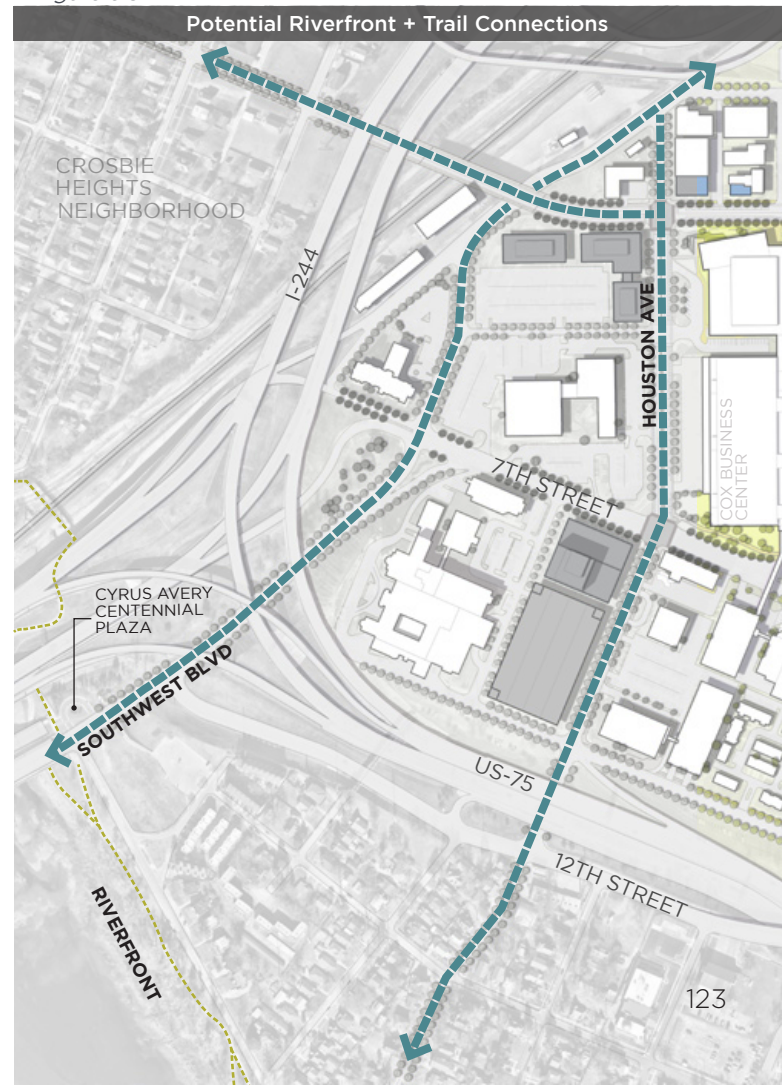 Potential Riverfront + Trail Connections
CROSBIE
HEIGHTS
NEIGHBORHOOD
I-244
HOUSTON AVE
COX BUSINESS
CENTER
7TH STREET
CYRUS AVERY
CENTENNIAL
PLAZA
SOUTHWEST BLVD
US-75
12TH STREET
RIVERFRONT
123